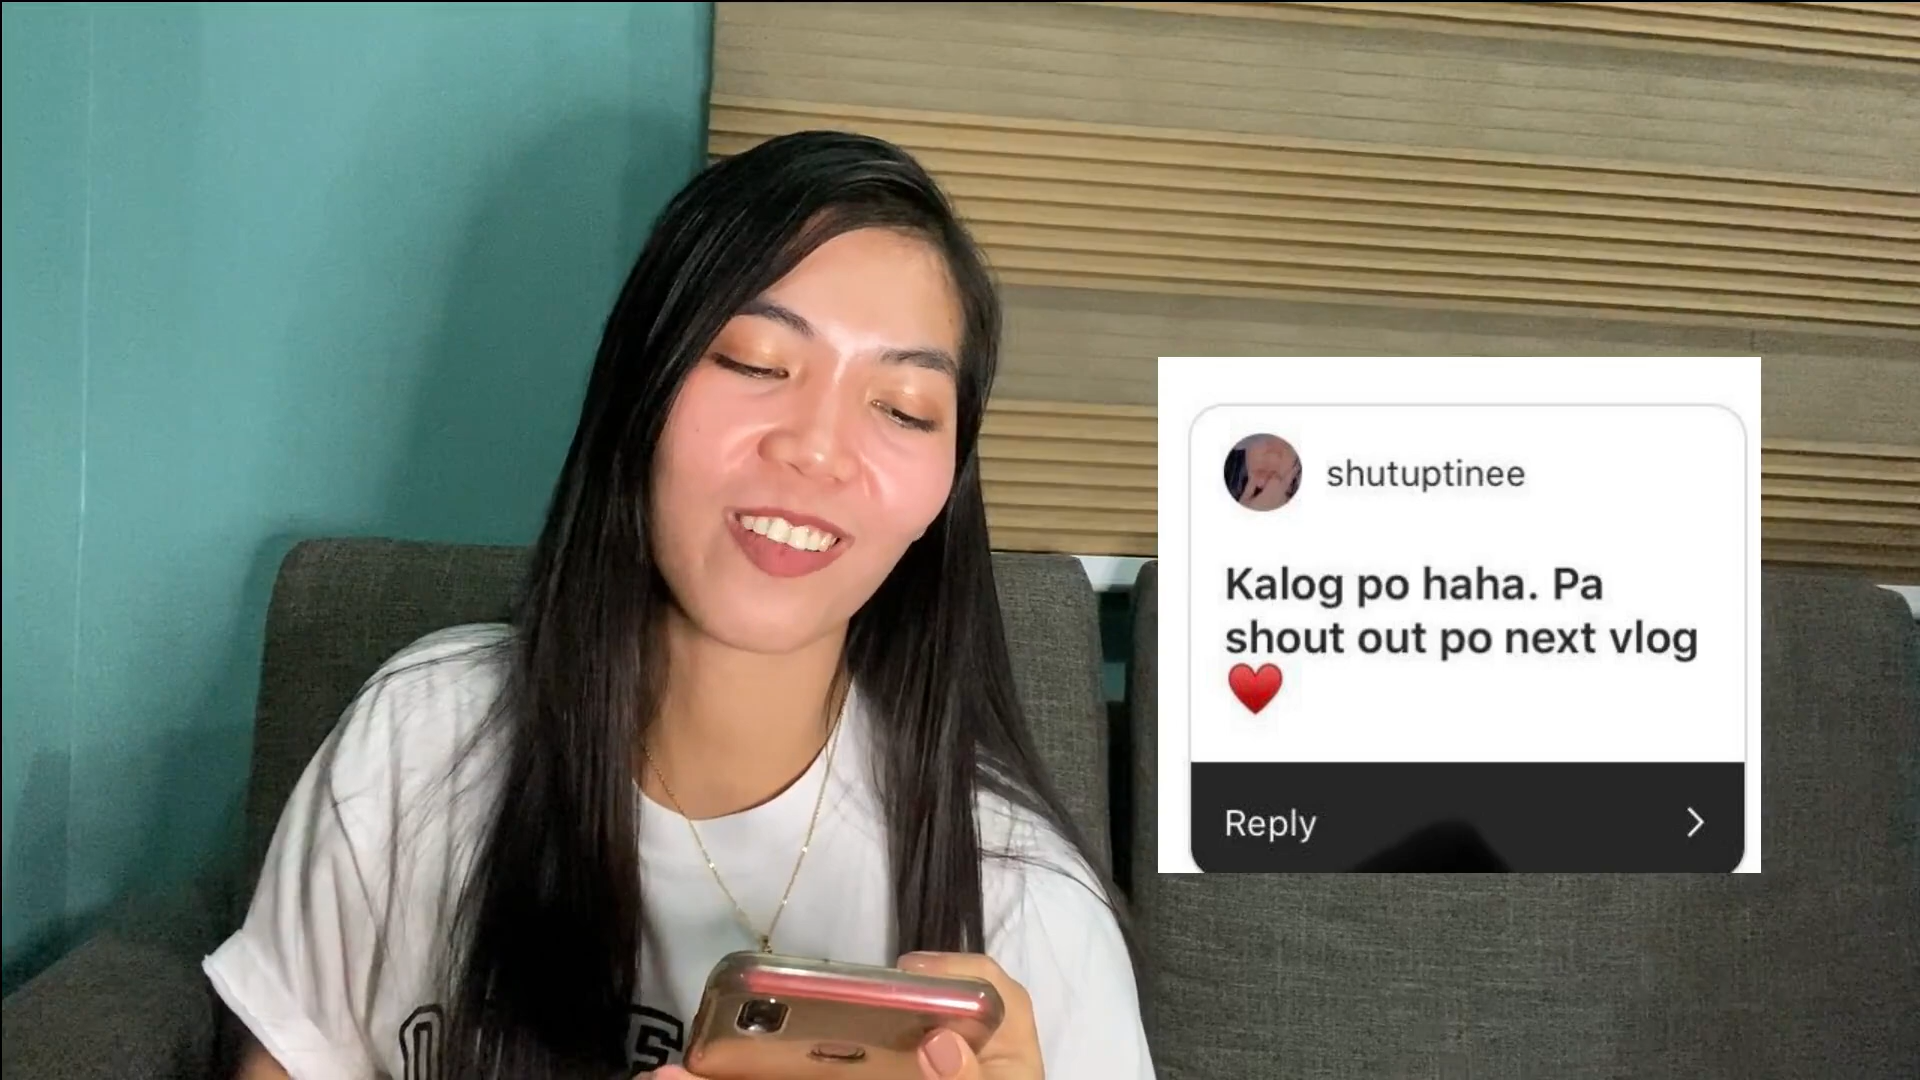 shutuptinee
Kalog po haha. Pa
shout out po next vlog
♥️
Reply